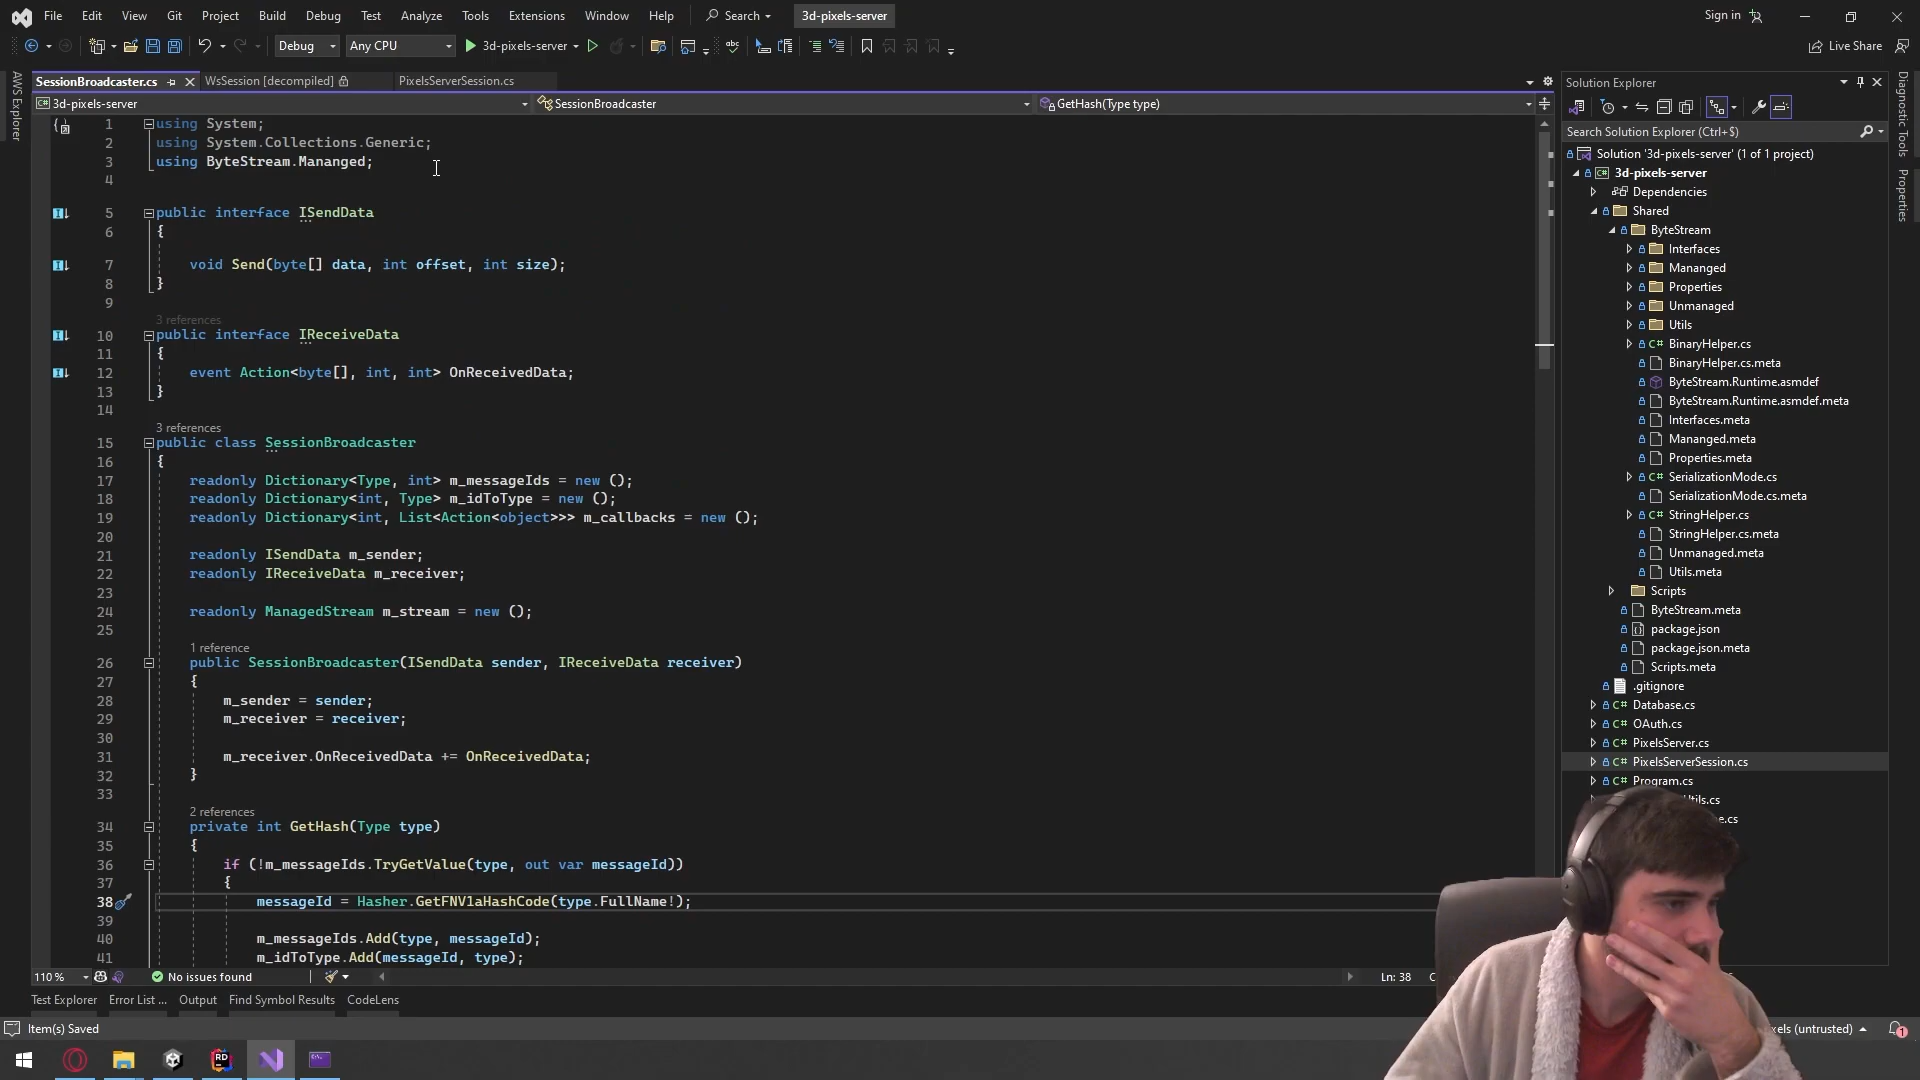 File Edit View Git Project Build Debug Test Analyze Tools Extensions Window Help Search 3d-pixels-server Sign in
Debug Any CPU 3d-pixels-server Live Share
SessionBroadcaster.cs WsSession [decompiled] PixelsServerSession.cs
3d-pixels-server SessionBroadcaster GetHash(Type type)
AWS Explorer
1 using System;
2 using System.Collections.Generic;
3 using ByteStream.Mananged;
4
5 public interface ISendData
6 {
7 void Send(byte[] data, int offset, int size);
8 }
9
3 references
10 public interface IReceiveData
11 {
12 event Action<byte[], int, int> OnReceivedData;
13 }
14
3 references
15 public class SessionBroadcaster
16 {
17 readonly Dictionary<Type, int> m_messageIds = new ();
18 readonly Dictionary<int, Type> m_idToType = new ();
19 readonly Dictionary<int, List<Action<object>>> m_callbacks = new ();
20
21 readonly ISendData m_sender;
22 readonly IReceiveData m_receiver;
23
24 readonly ManagedStream m_stream = new ();
25
1 reference
26 public SessionBroadcaster(ISendData sender, IReceiveData receiver)
27 {
28 m_sender = sender;
29 m_receiver = receiver;
30
31 m_receiver.OnReceivedData += OnReceivedData;
32 }
33
2 references
34 private int GetHash(Type type)
35 {
36 if (!m_messageIds.TryGetValue(type, out var messageId))
37 {
38 messageId = Hasher.GetFNV1aHashCode(type.FullName!);
39
40 m_messageIds.Add(type, messageId);
41 m_idToType.Add(messageId, type);
110 % No issues found Ln: 38
Test Explorer Error List ... Output Find Symbol Results CodeLens
Item(s) Saved
Solution Explorer
Search Solution Explorer (Ctrl+$)
Solution '3d-pixels-server' (1 of 1 project)
3d-pixels-server
Dependencies
Shared
ByteStream
Interfaces
Mananged
Properties
Unmanaged
Utils
C# BinaryHelper.cs
BinaryHelper.cs.meta
ByteStream.Runtime.asmdef
ByteStream.Runtime.asmdef.meta
Interfaces.meta
Mananged.meta
Properties.meta
C# SerializationMode.cs
SerializationMode.cs.meta
C# StringHelper.cs
StringHelper.cs.meta
Unmanaged.meta
Utils.meta
Scripts
ByteStream.meta
package.json
package.json.meta
Scripts.meta
.gitignore
C# Database.cs
C# OAuth.cs
C# PixelsServer.cs
C# PixelsServerSession.cs
C# Program.cs
Diagnostic Tools
Properties
(untrusted)
1